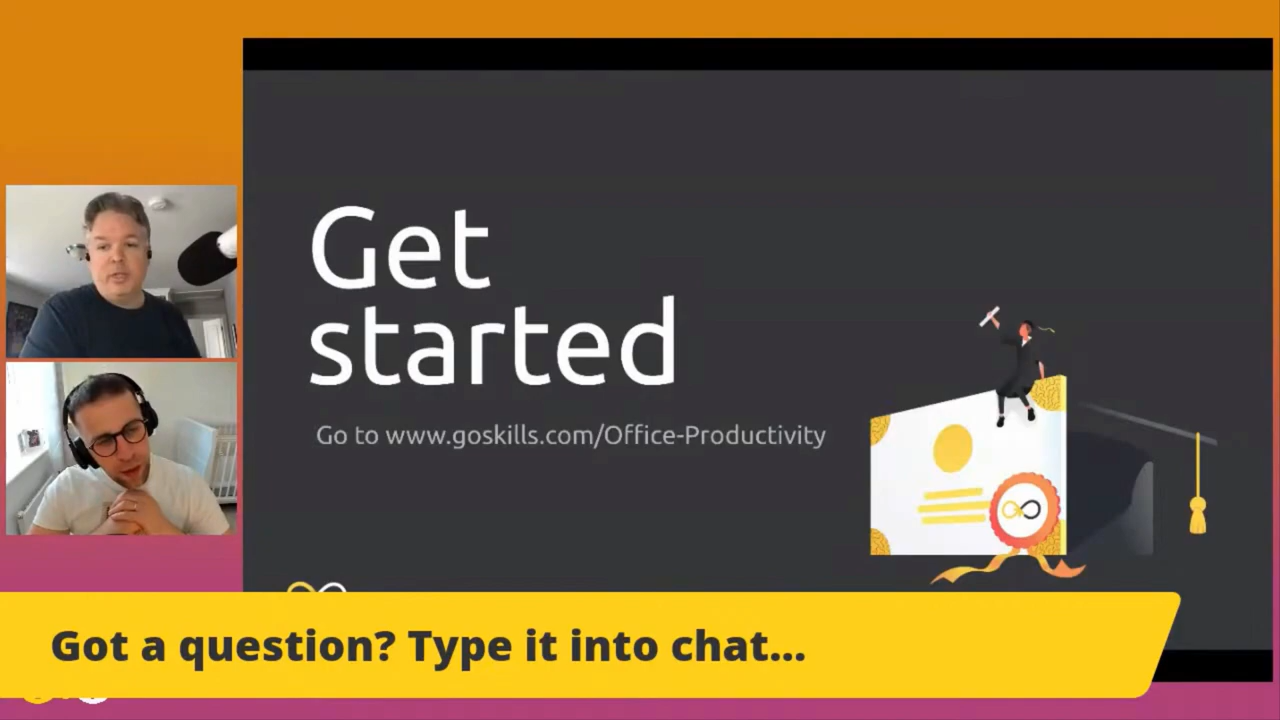 Get
started
Go to www.goskills.com/Office-Productivity
Got a question? Type it into chat...